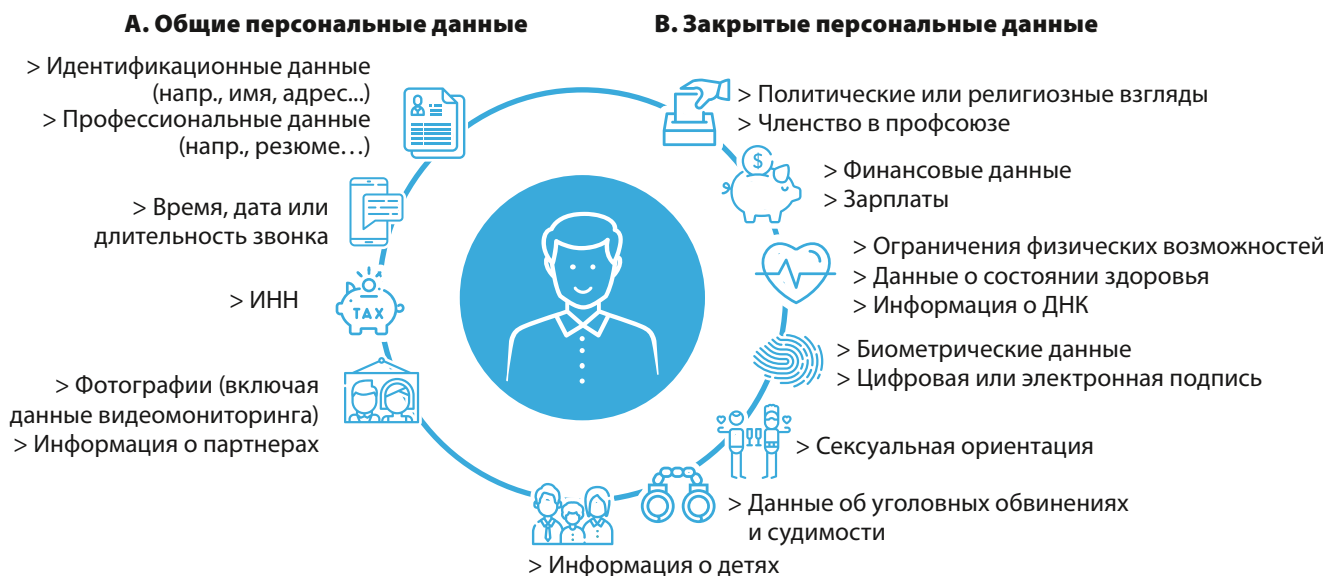 А. Общие персональные данные
> Идентификационные данные
(напр., имя, адрес...)
> Профессиональные данные
(напр., резюме…)
> Время, дата или
длительность звонка
> ИНН
TAX
> Фотографии (включая
данные видеомониторинга)
> Информация о партнерах
В. Закрытые персональные данные
> Политические или религиозные взгляды
> Членство в профсоюзе
$
> Финансовые данные
> Зарплаты
> Ограничения физических возможностей
> Данные о состоянии здоровья
> Информация о ДНК
> Биометрические данные
> Цифровая или электронная подпись
> Сексуальная ориентация
> Данные об уголовных обвинениях
и судимости
> Информация о детях